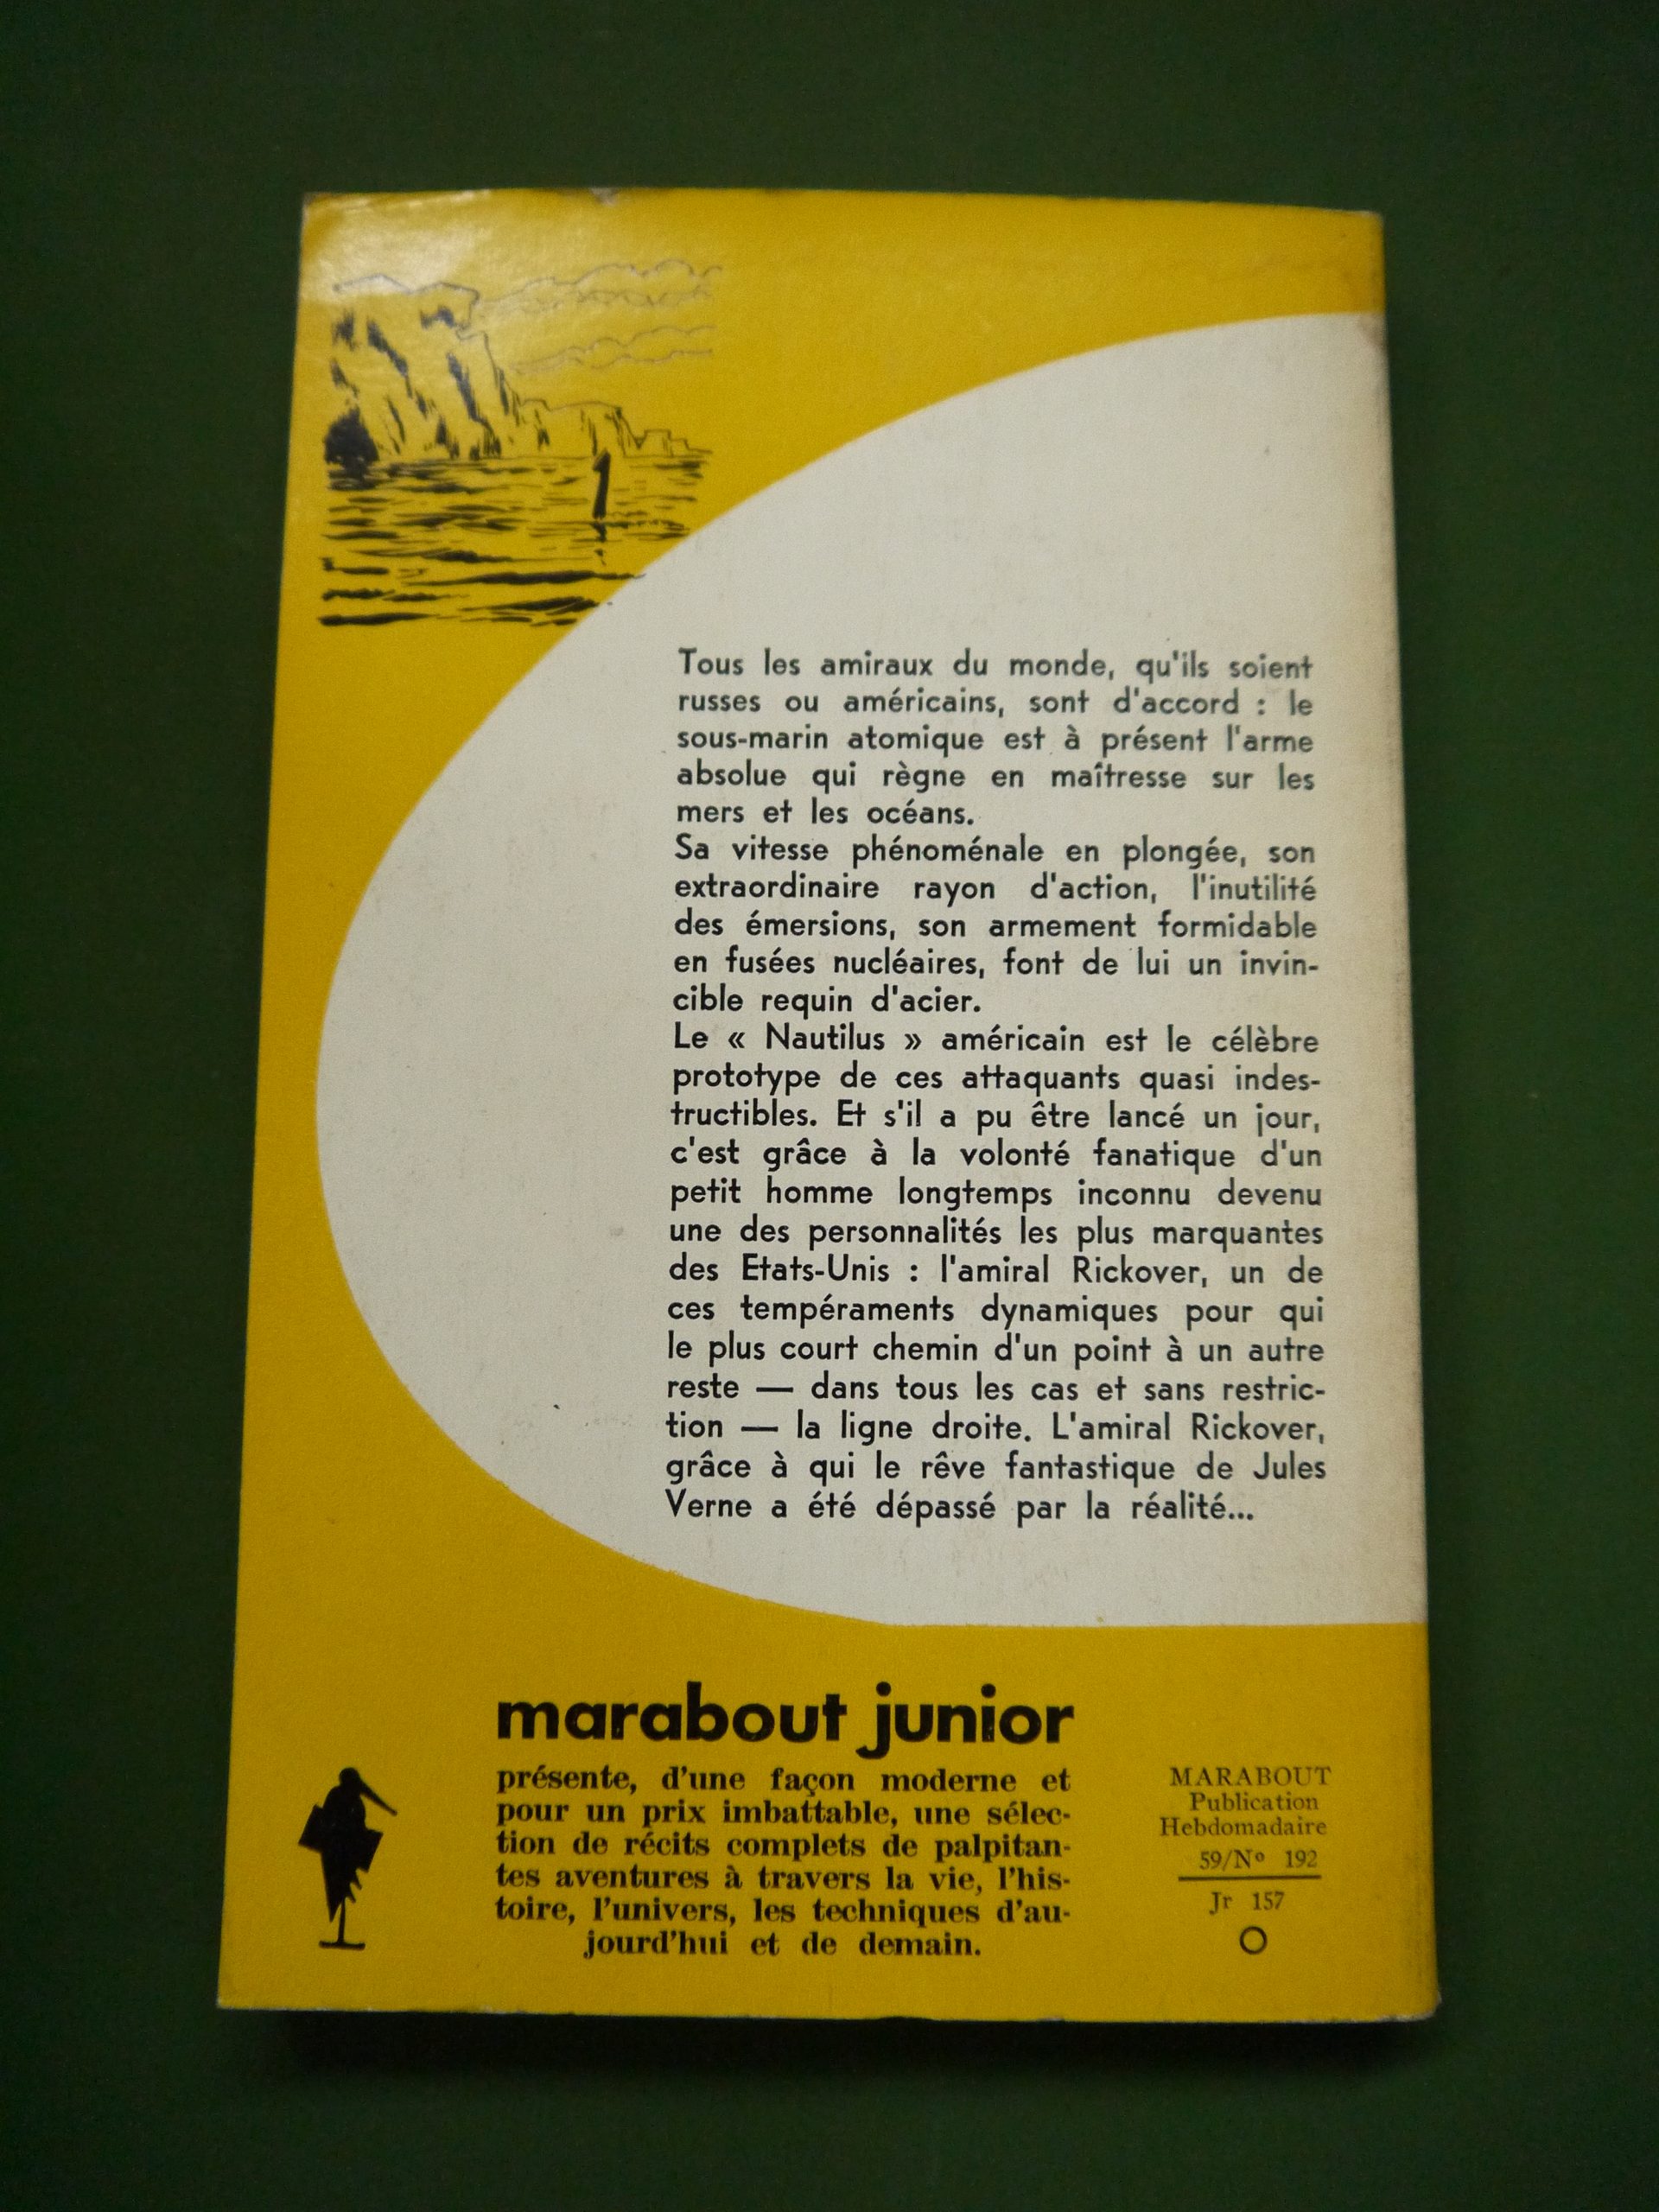 Tous les amiraux du monde, qu'ils soient
russes ou américains, sont d'accord : le
sous-marin atomique est à présent l'arme
absolue qui règne en maîtresse sur les
mers et les océans.
Sa vitesse phénoménale en plongée, son
extraordinaire rayon d'action, l'inutilité
des émersions, son armement formidable
en fusées nucléaires, font de lui un invin-
cible requin d'acier.
Le « Nautilus » américain est le célèbre
prototype de ces attaquants quasi indes-
tructibles. Et s'il a pu être lancé un jour,
c'est grâce à la volonté fanatique d'un
petit homme longtemps inconnu devenu
une des personnalités les plus marquantes
des Etats-Unis : l'amiral Rickover, un de
ces tempéraments dynamiques pour qui
le plus court chemin d'un point à un autre
reste — dans tous les cas et sans restric-
tion — la ligne droite. L'amiral Rickover,
grâce à qui le rêve fantastique de Jules
Verne a été dépassé par la réalité...
marabout junior
présente, d'une façon moderne et
pour un prix imbattable, une sélec-
tion de récits complets de palpitan-
tes aventures à travers la vie, l'his-
toire, l'univers, les techniques d'au-
jourd'hui et de demain.
MARABOUT
Publication
Hebdomadaire
59/Nº 192
Jr 157